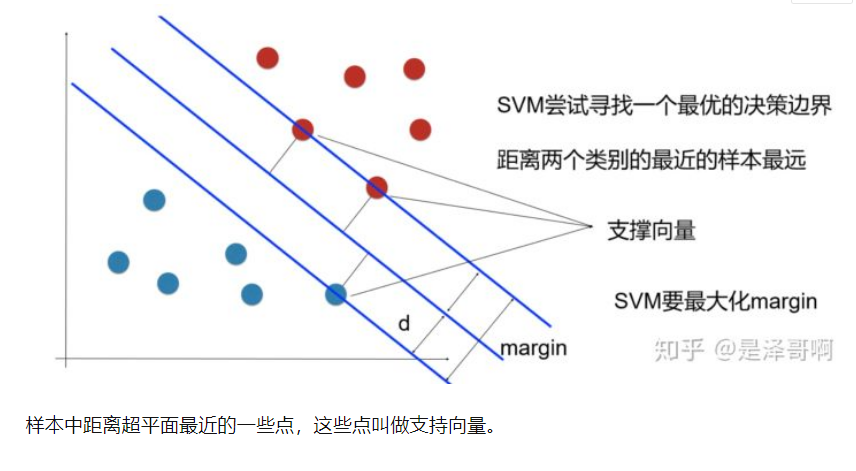 SVM尝试寻找一个最优的决策边界
距离两个类别的最近的样本最远
支撑向量
SVM要最大化margin
d
margin
知乎 @是泽哥啊
样本中距离超平面最近的一些点，这些点叫做支持向量。